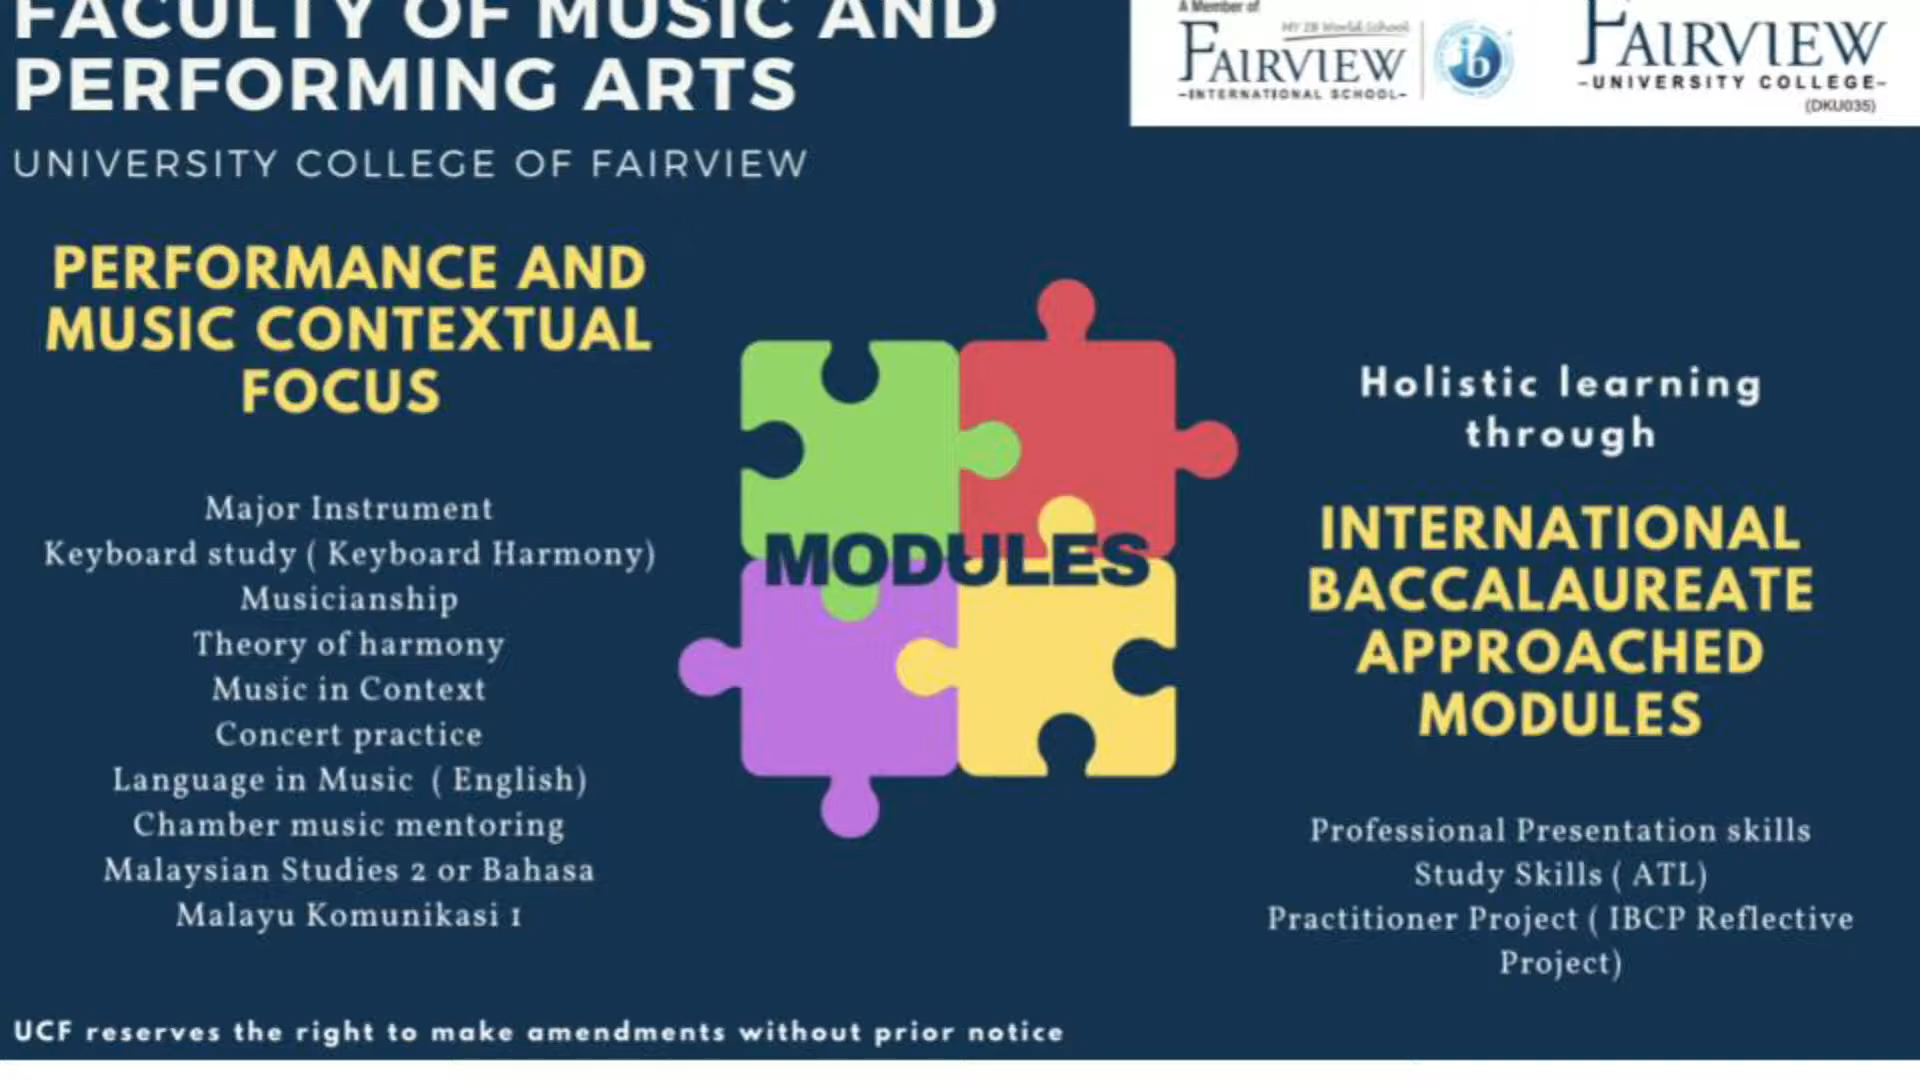 FACULTY OF MUSIC AND
PERFORMING ARTS
UNIVERSITY COLLEGE OF FAIRVIEW
A Member of
MY IB World School
FAIRVIEW
-INTERNATIONAL SCHOOL-
ib
FAIRVIEW
-UNIVERSITY COLLEGE-
(DKU035)
PERFORMANCE AND
MUSIC CONTEXTUAL
FOCUS
Major Instrument
Keyboard study ( Keyboard Harmony)
Musicianship
Theory of harmony
Music in Context
Concert practice
Language in Music ( English)
Chamber music mentoring
Malaysian Studies 2 or Bahasa
Malayu Komunikasi 1
MODULES
Holistic learning
through
INTERNATIONAL
BACCALAUREATE
APPROACHED
MODULES
Professional Presentation skills
Study Skills ( ATL)
Practitioner Project ( IBCP Reflective
Project)
UCF reserves the right to make amendments without prior notice